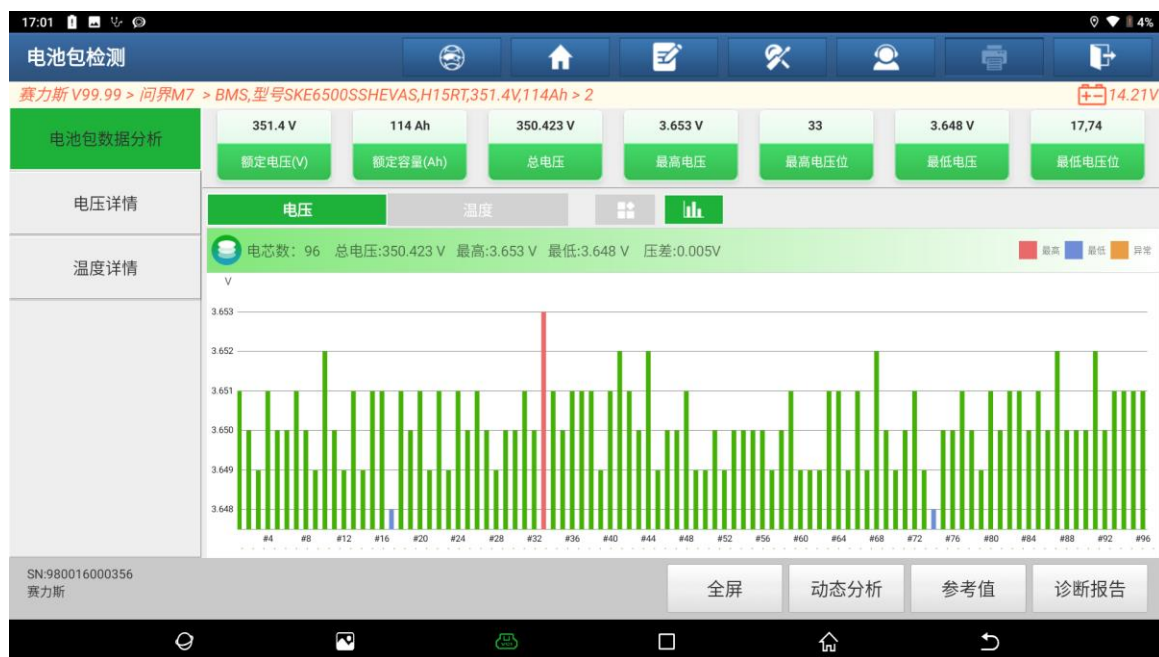 17:01
4%
电池包检测
赛力斯 V99.99 > 问界M7 > BMS,型号SKE6500SSHEVAS,H15RT,351.4V,114Ah > 2
14.21V
电池包数据分析
电压详情
温度详情
351.4 V 114 Ah 350.423 V 3.653 V 33 3.648 V 17,74
额定电压(V) 额定容量(Ah) 总电压 最高电压 最高电压位 最低电压 最低电压位
电压 温度
电芯数：96 总电压:350.423 V 最高:3.653 V 最低:3.648 V 压差:0.005V
最高 最低 异常
V
3.653
3.652
3.651
3.650
3.649
3.648
#4 #8 #12 #16 #20 #24 #28 #32 #36 #40 #44 #48 #52 #56 #60 #64 #68 #72 #76 #80 #84 #88 #92 #96
SN:980016000356
赛力斯
全屏 动态分析 参考值 诊断报告